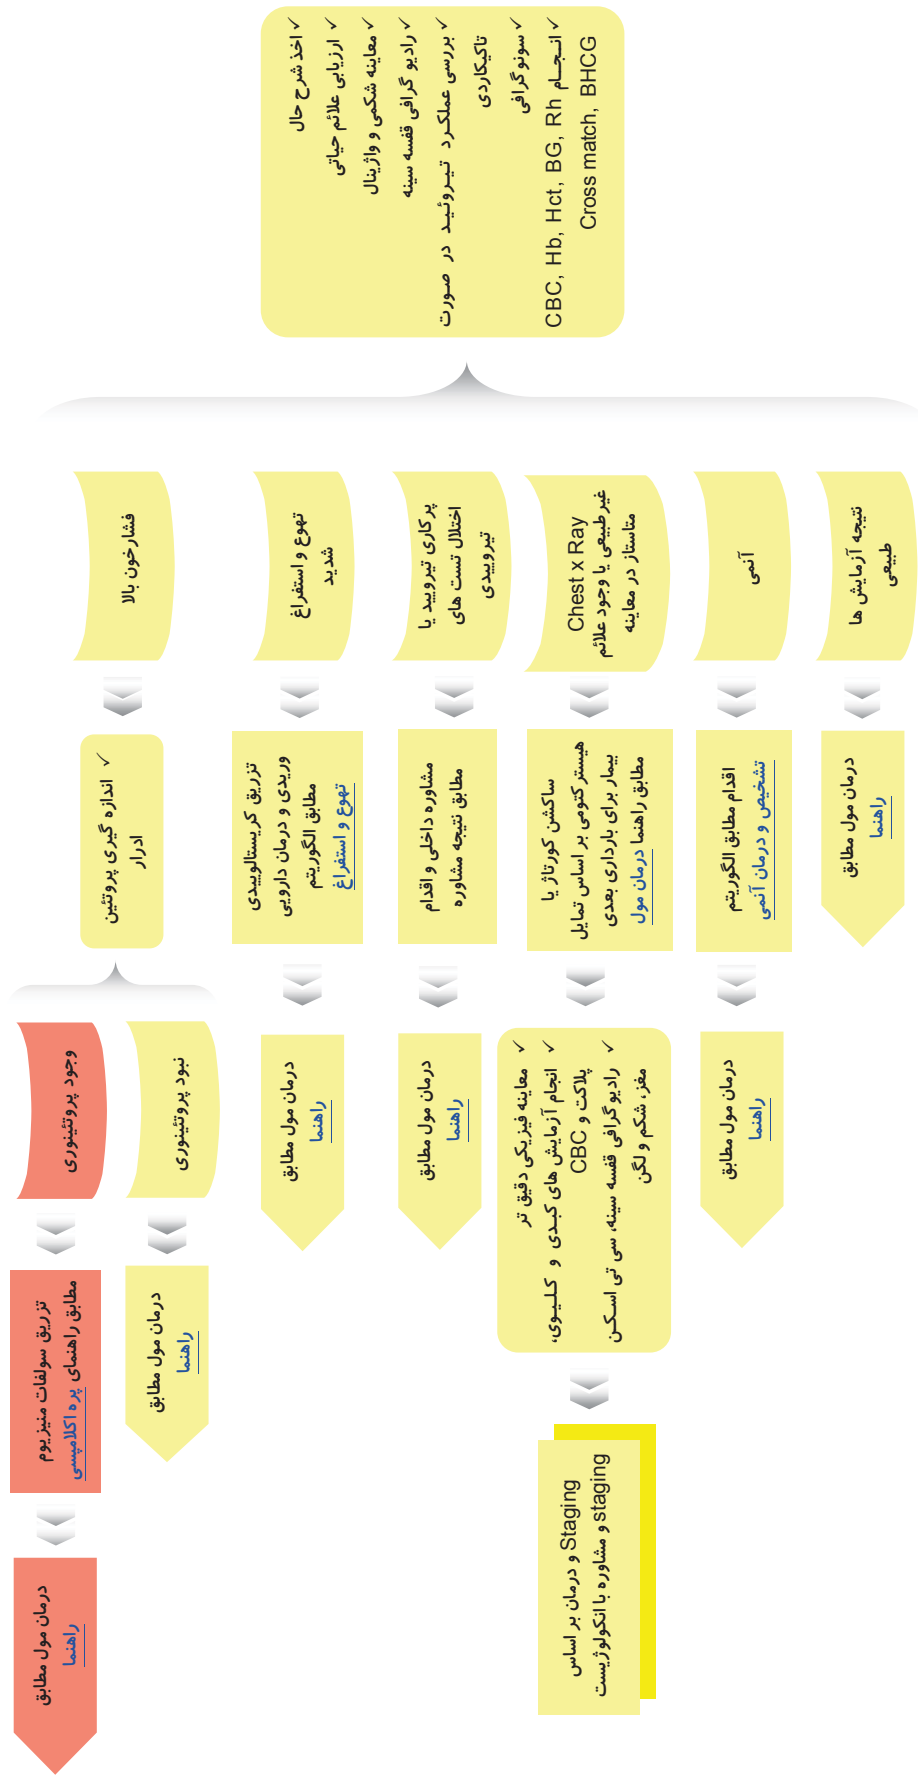 ✓ اخذ شرح حال
✓ ارزیابی علائم حیاتی
✓ معاینه شکمی و واژینال
✓ رادیو گرافی قفسه سینه
✓ بررسی عملکرد تیروئید در صورت
تاکیکاردی
✓ سونوگرافی
✓ انجام CBC, Hb, Hct, BG, Rh
Cross match, BHCG
فشارخون بالا
✓ اندازه گیری پروتئین
ادرار
وجود پروتئینوری
تزریق سولفات منیزیوم
مطابق راهنمای پره اکلامپسی
درمان مول مطابق
راهنما
نبود پروتئینوری
درمان مول مطابق
راهنما
تهوع و استفراغ
شدید
تزریق کریستالوییدی
وریدی و درمان دارویی
مطابق الگوریتم
تهوع و استفراغ
درمان مول مطابق
راهنما
پرکاری تیرویید یا
اختلال تست های
تیروییدی
مشاوره داخلی و اقدام
مطابق نتیجه مشاوره
درمان مول مطابق
راهنما
Chest x Ray
غیرطبیعی یا وجود علائم
متاستاز در معاینه
ساکشن کورتاژ یا
هیسترکتومی بر اساس تمایل
بیمار برای بارداری بعدی
مطابق راهنما درمان مول
✓ معاینه فیزیکی دقیق تر
✓ انجام آزمایش های کبدی و کلیوی،
پلاکت و CBC
✓ رادیوگرافی قفسه سینه، سی تی اسکن
مغز، شکم و لگن
Staging و درمان بر اساس
staging و مشاوره با انکولوژیست
آنمی
اقدام مطابق الگوریتم
تشخیص و درمان آنمی
درمان مول مطابق
راهنما
نتیجه آزمایش ها
طبیعی
درمان مول مطابق
راهنما